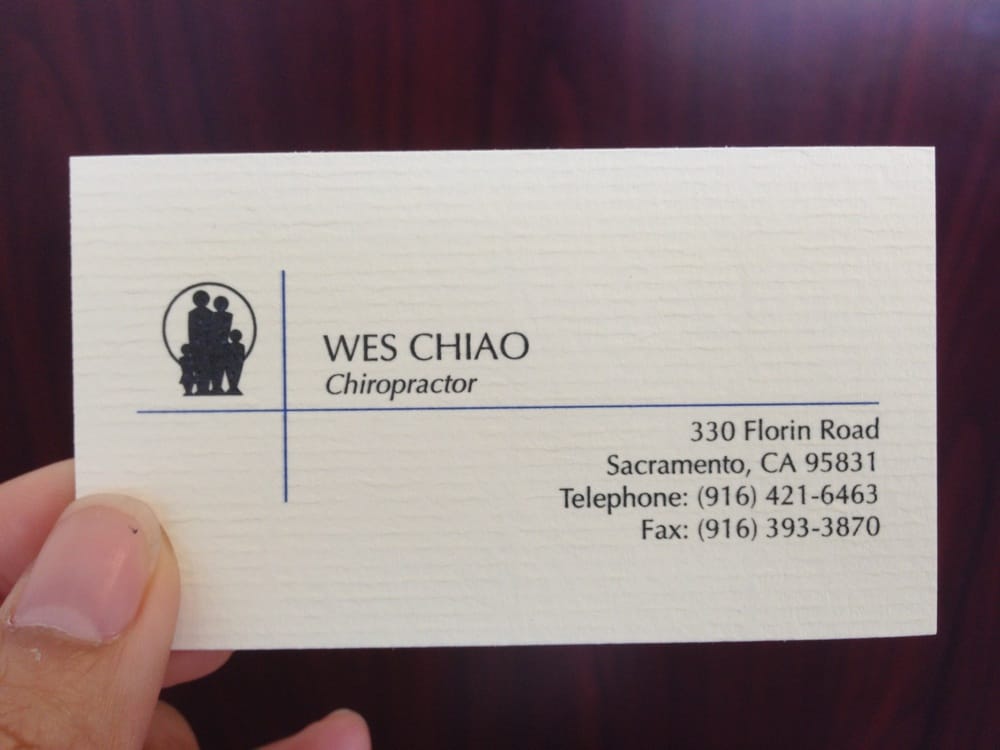 WES CHIAO
Chiropractor
330 Florin Road
Sacramento, CA 95831
Telephone: (916) 421-6463
Fax: (916) 393-3870